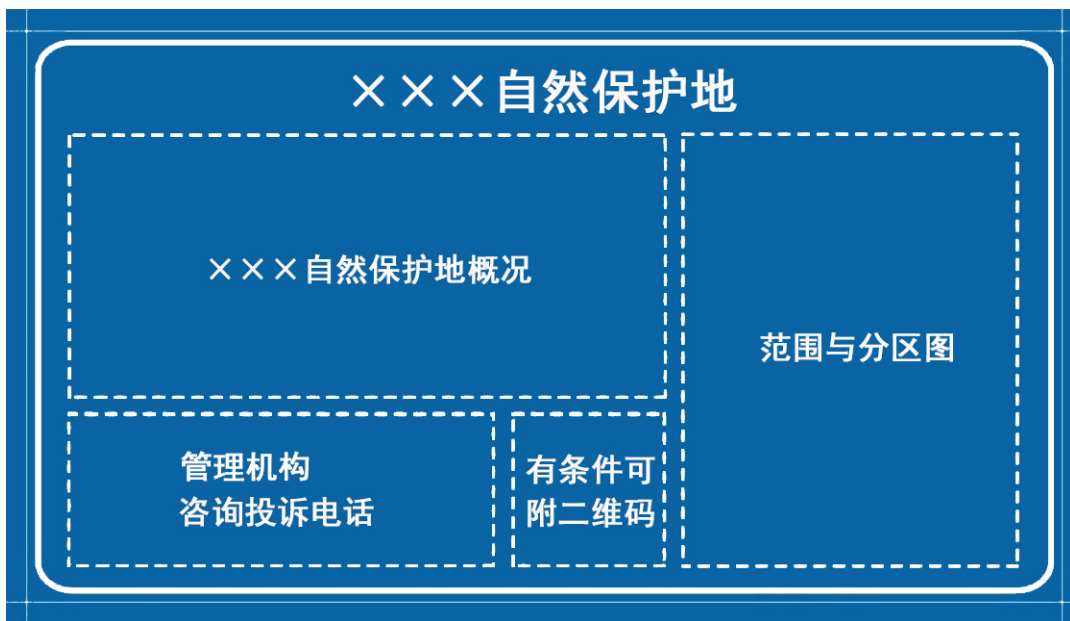 ×××自然保护地
×××自然保护地概况
范围与分区图
管理机构
咨询投诉电话
有条件可
附二维码